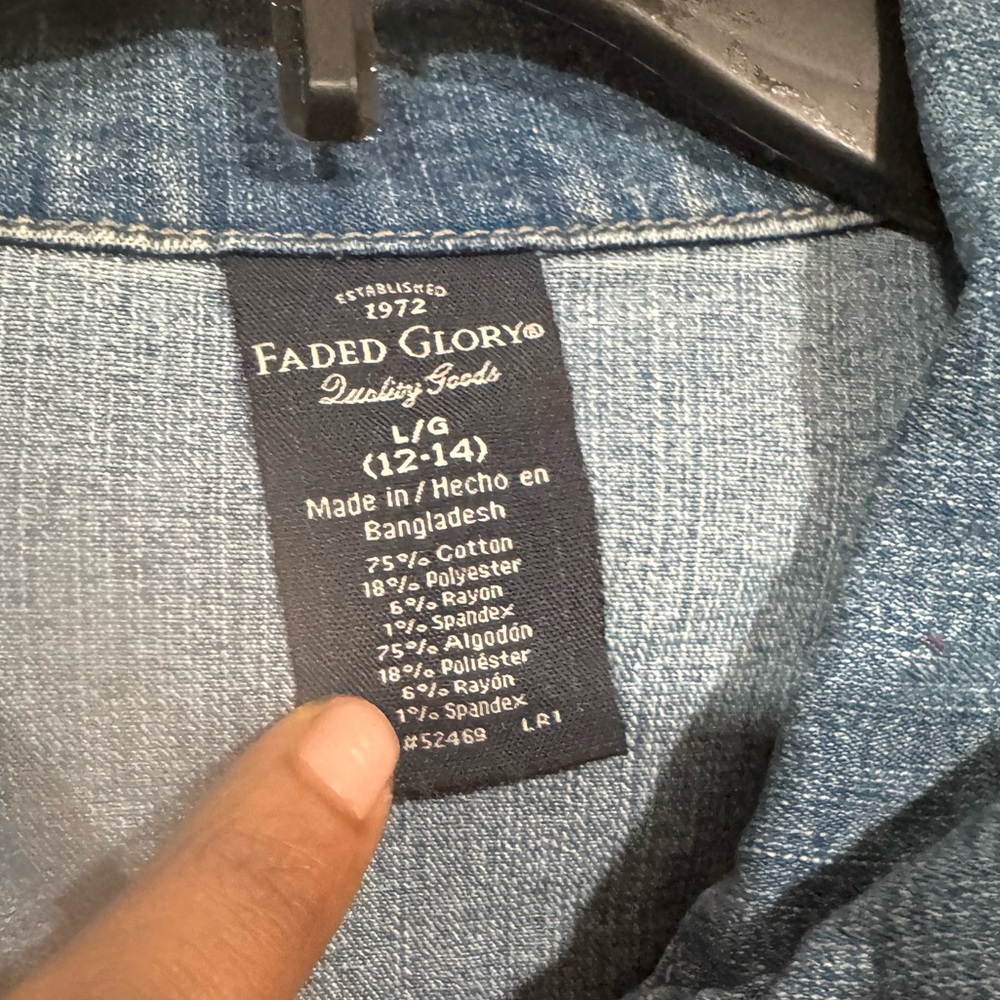 ESTABLISHED
1972
FADED GLORY®
Quality Goods
L/G
(12-14)
Made in / Hecho en
Bangladesh
75% Cotton
18% Polyester
6% Rayon
1% Spandex
75% Algodón
18% Poliéster
6% Rayón
1% Spandex
#52469 LR1